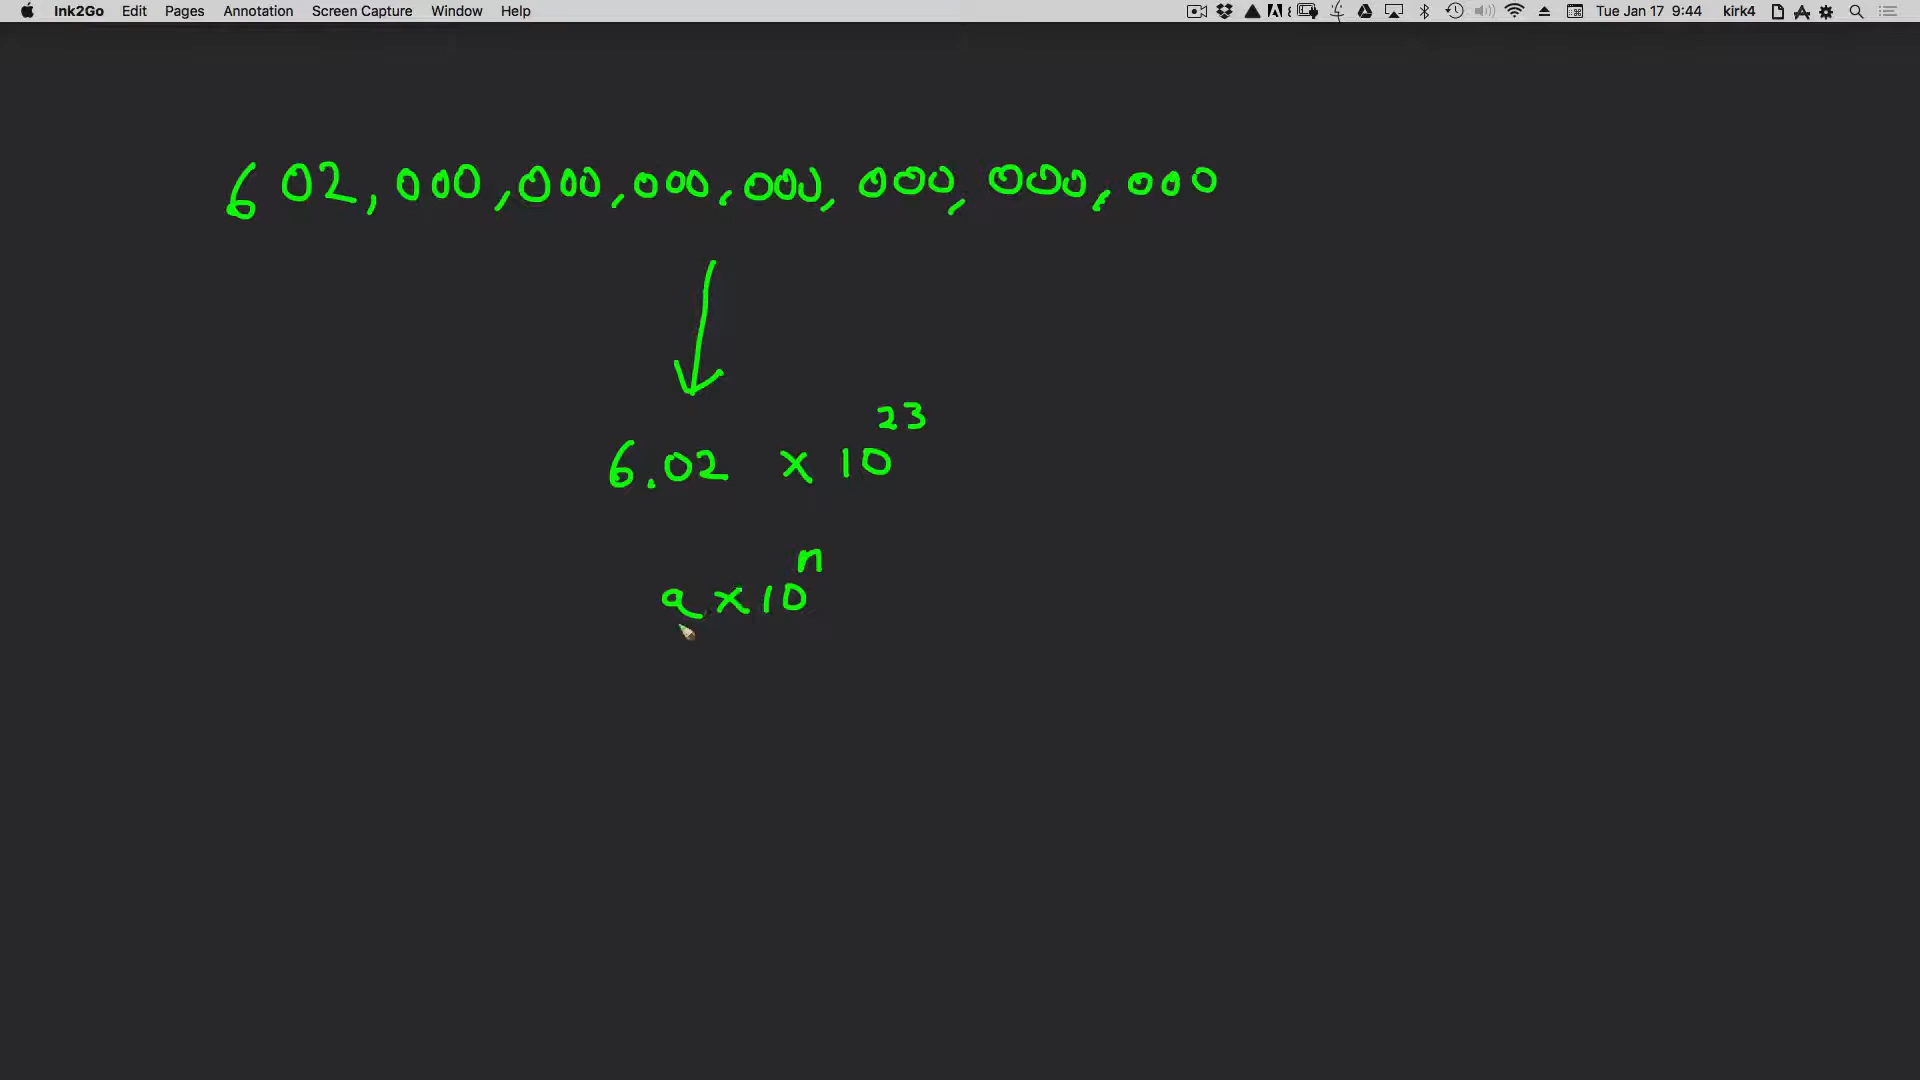 Ink2Go Edit Pages Annotation Screen Capture Window Help Tue Jan 17 9:44 kirk4
602,000,000,000,000,000,000,000
6.02 x 10^23
a x 10^n